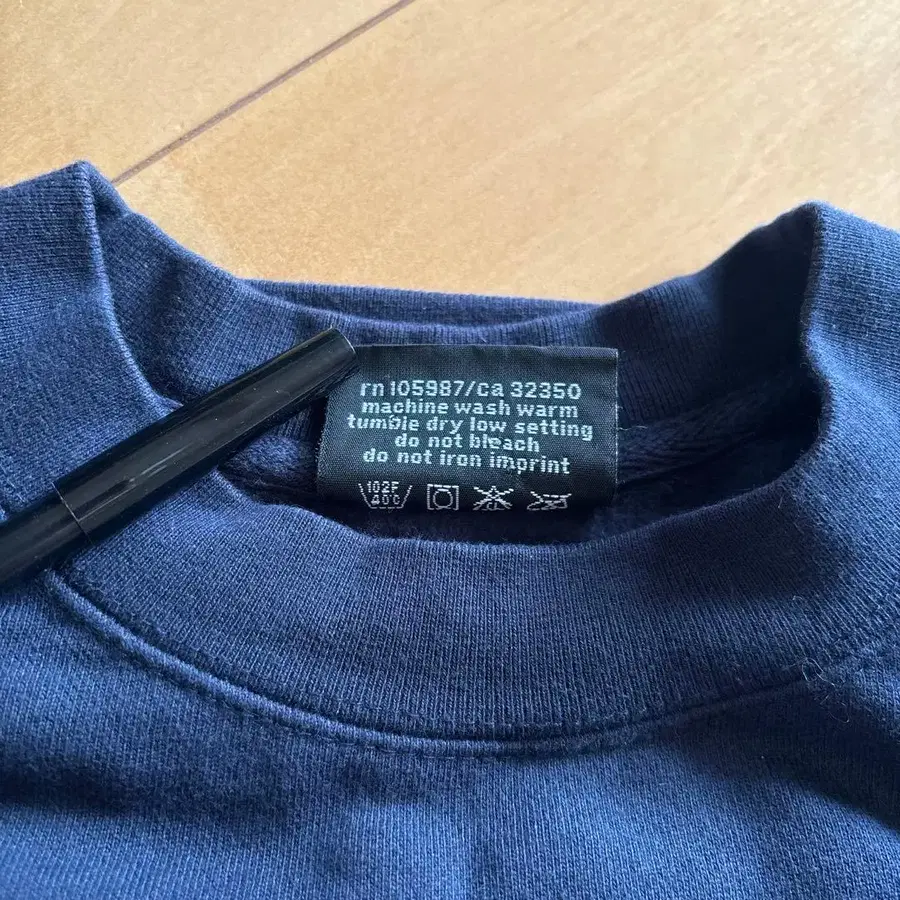 rn 105987/ca 32350
machine wash warm
tumble dry low setting
do not bleach
do not iron imprint
102F
40C